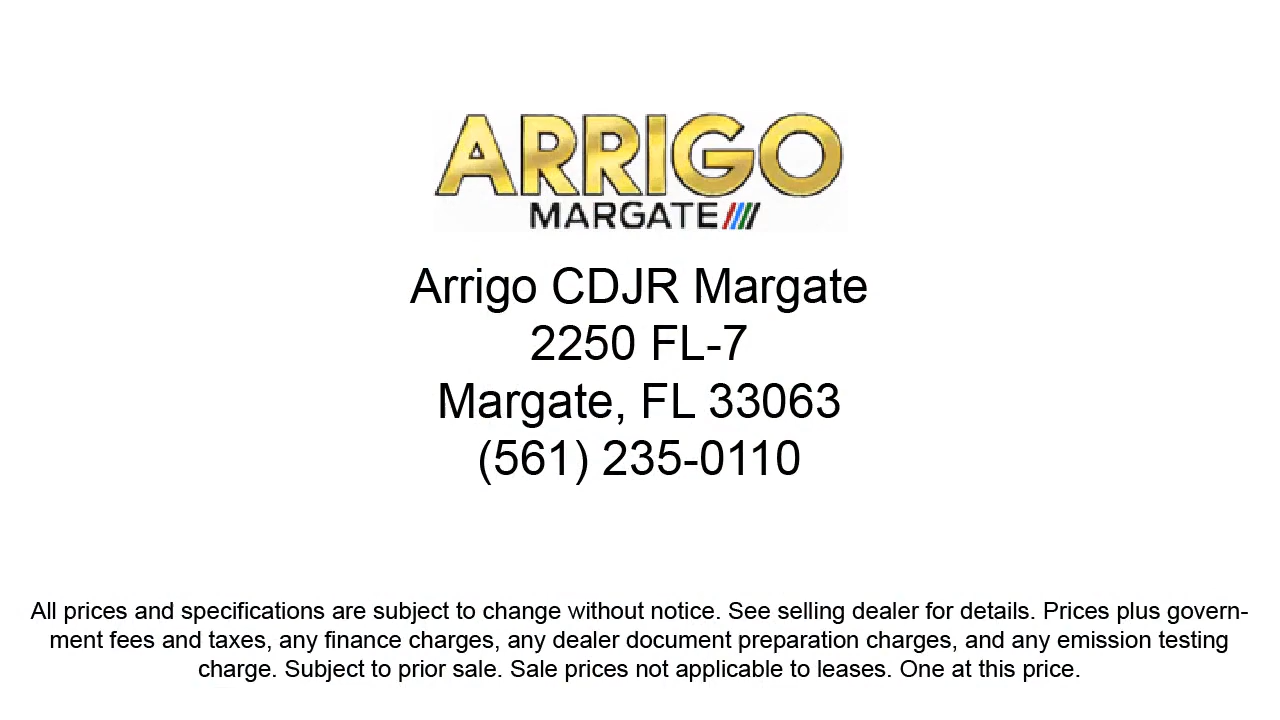 ARRIGO
MARGATE
Arrigo CDJR Margate
2250 FL-7
Margate, FL 33063
(561) 235-0110
All prices and specifications are subject to change without notice. See selling dealer for details. Prices plus govern-
ment fees and taxes, any finance charges, any dealer document preparation charges, and any emission testing
charge. Subject to prior sale. Sale prices not applicable to leases. One at this price.